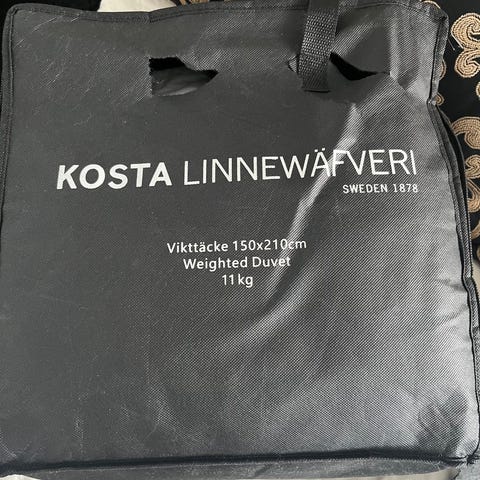 KOSTA LINNEWÄFVERI
SWEDEN 1878
Vikttäcke 150x210cm
Weighted Duvet
11kg